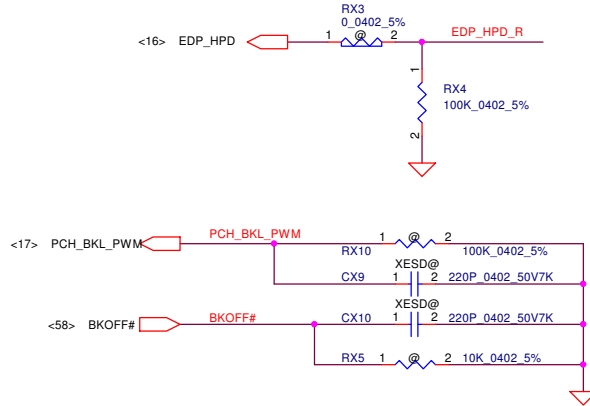 RX3
0_0402_5%
<16> EDP_HPD 1 @ 2 EDP_HPD_R
1
RX4
100K_0402_5%
2
<17> PCH_BKL_PWM PCH_BKL_PWM 1 @ 2
RX10 100K_0402_5%
XESD@
CX9 1 2 220P_0402_50V7K
XESD@
<58> BKOFF# BKOFF# CX10 1 2 220P_0402_50V7K
RX5 1 @ 2 10K_0402_5%